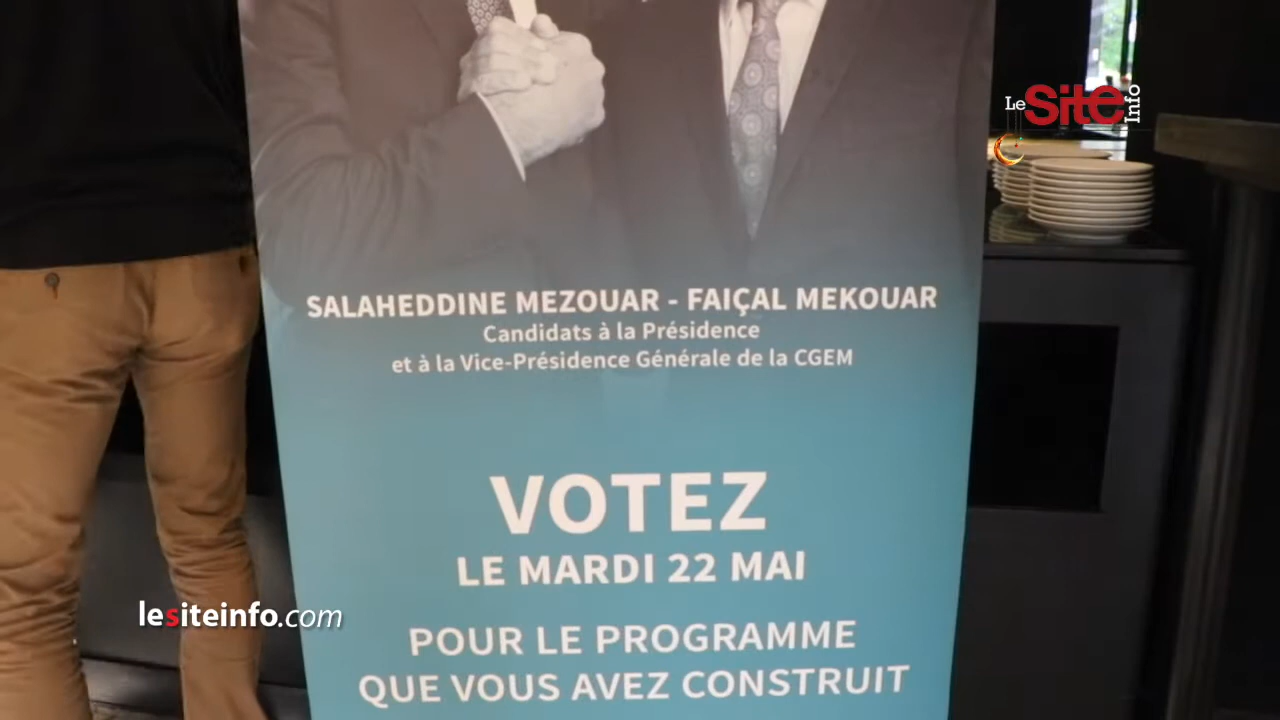 Le Site Info
SALAHEDDINE MEZOUAR - FAIÇAL MEKOUAR
Candidats à la Présidence
et à la Vice-Présidence Générale de la CGEM
VOTEZ
LE MARDI 22 MAI
lesiteinfo.com
POUR LE PROGRAMME
QUE VOUS AVEZ CONSTRUIT